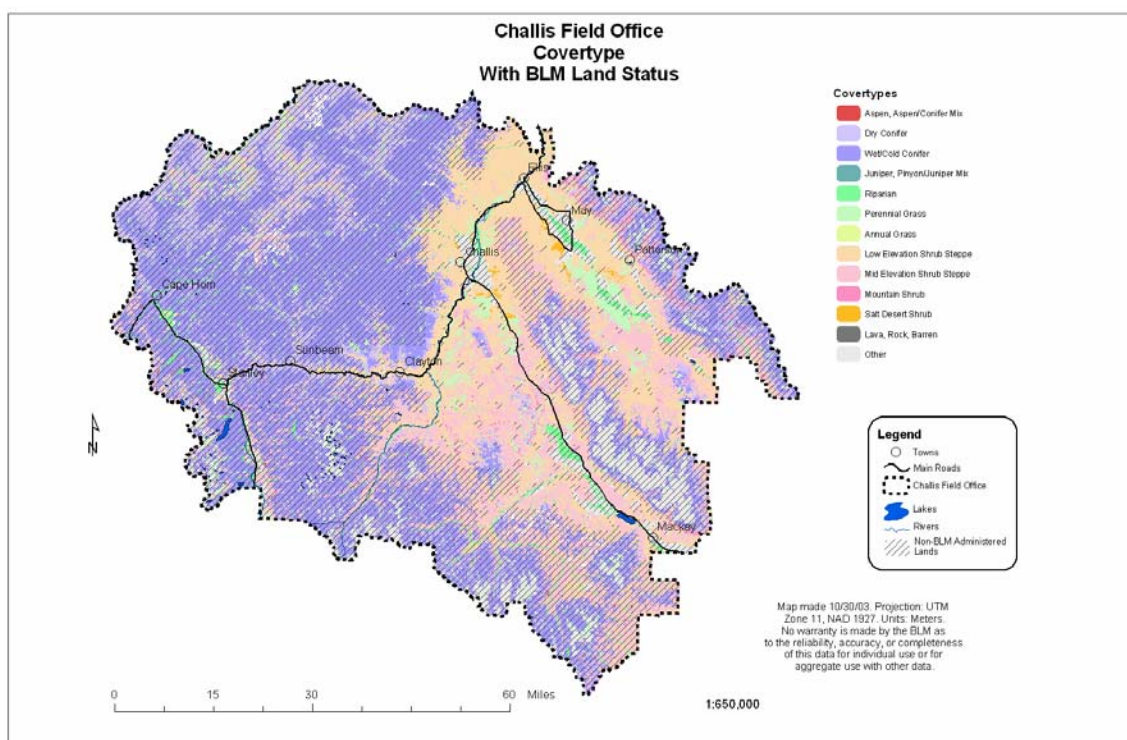 Challis Field Office
Covertype
With BLM Land Status
Covertypes
Aspen, Aspen/Conifer Mix
Dry Conifer
Wet/Cold Conifer
Juniper, Pinyon/Juniper Mix
Riparian
Perennial Grass
Annual Grass
Low Elevation Shrub Steppe
Mid Elevation Shrub Steppe
Mountain Shrub
Salt Desert Shrub
Lava, Rock, Barren
Other
Ellis
May
Patterson
Challis
Cape Horn
Sunbeam
Clayton
Stanley
Mackay
N
Legend
Towns
Main Roads
Challis Field Office
Lakes
Rivers
Non-BLM Administered
Lands
Map made 10/30/03. Projection: UTM
Zone 11, NAD 1927. Units: Meters.
No warranty is made by the BLM as
to the reliability, accuracy, or completeness
of this data for individual use or for
aggregate use with other data.
0 15 30 60 Miles
1:650,000